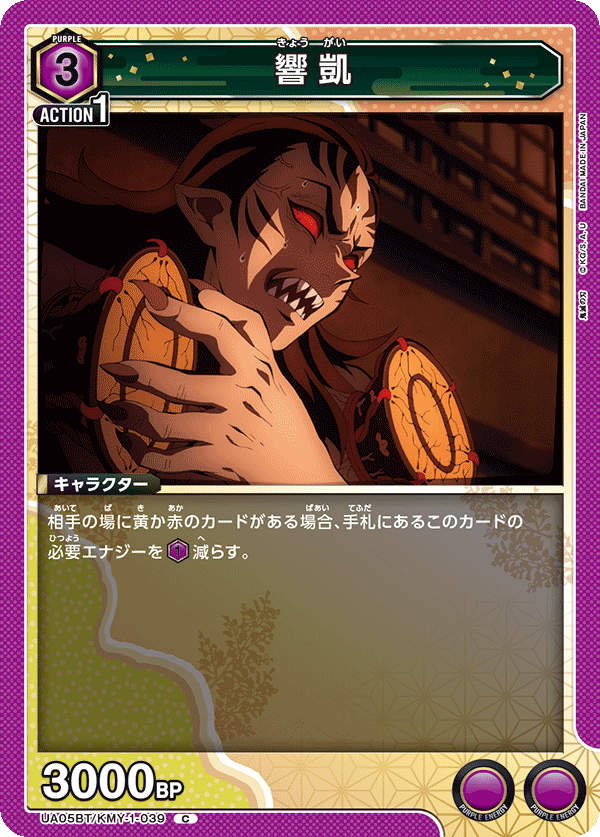 PURPLE
3
ACTION 1
きょう がい
響凱
BANDAI MADE IN JAPAN
©KG/S,A,U
鬼滅の刃
キャラクター
あいて ば き あか ばあい てふだ
相手の場に黄か赤のカードがある場合、手札にあるこのカードの
ひつよう へ
必要エナジーを1減らす。
3000BP
PURPLE ENERGY
PURPLE ENERGY
UA05BT/KMY-1-039 C